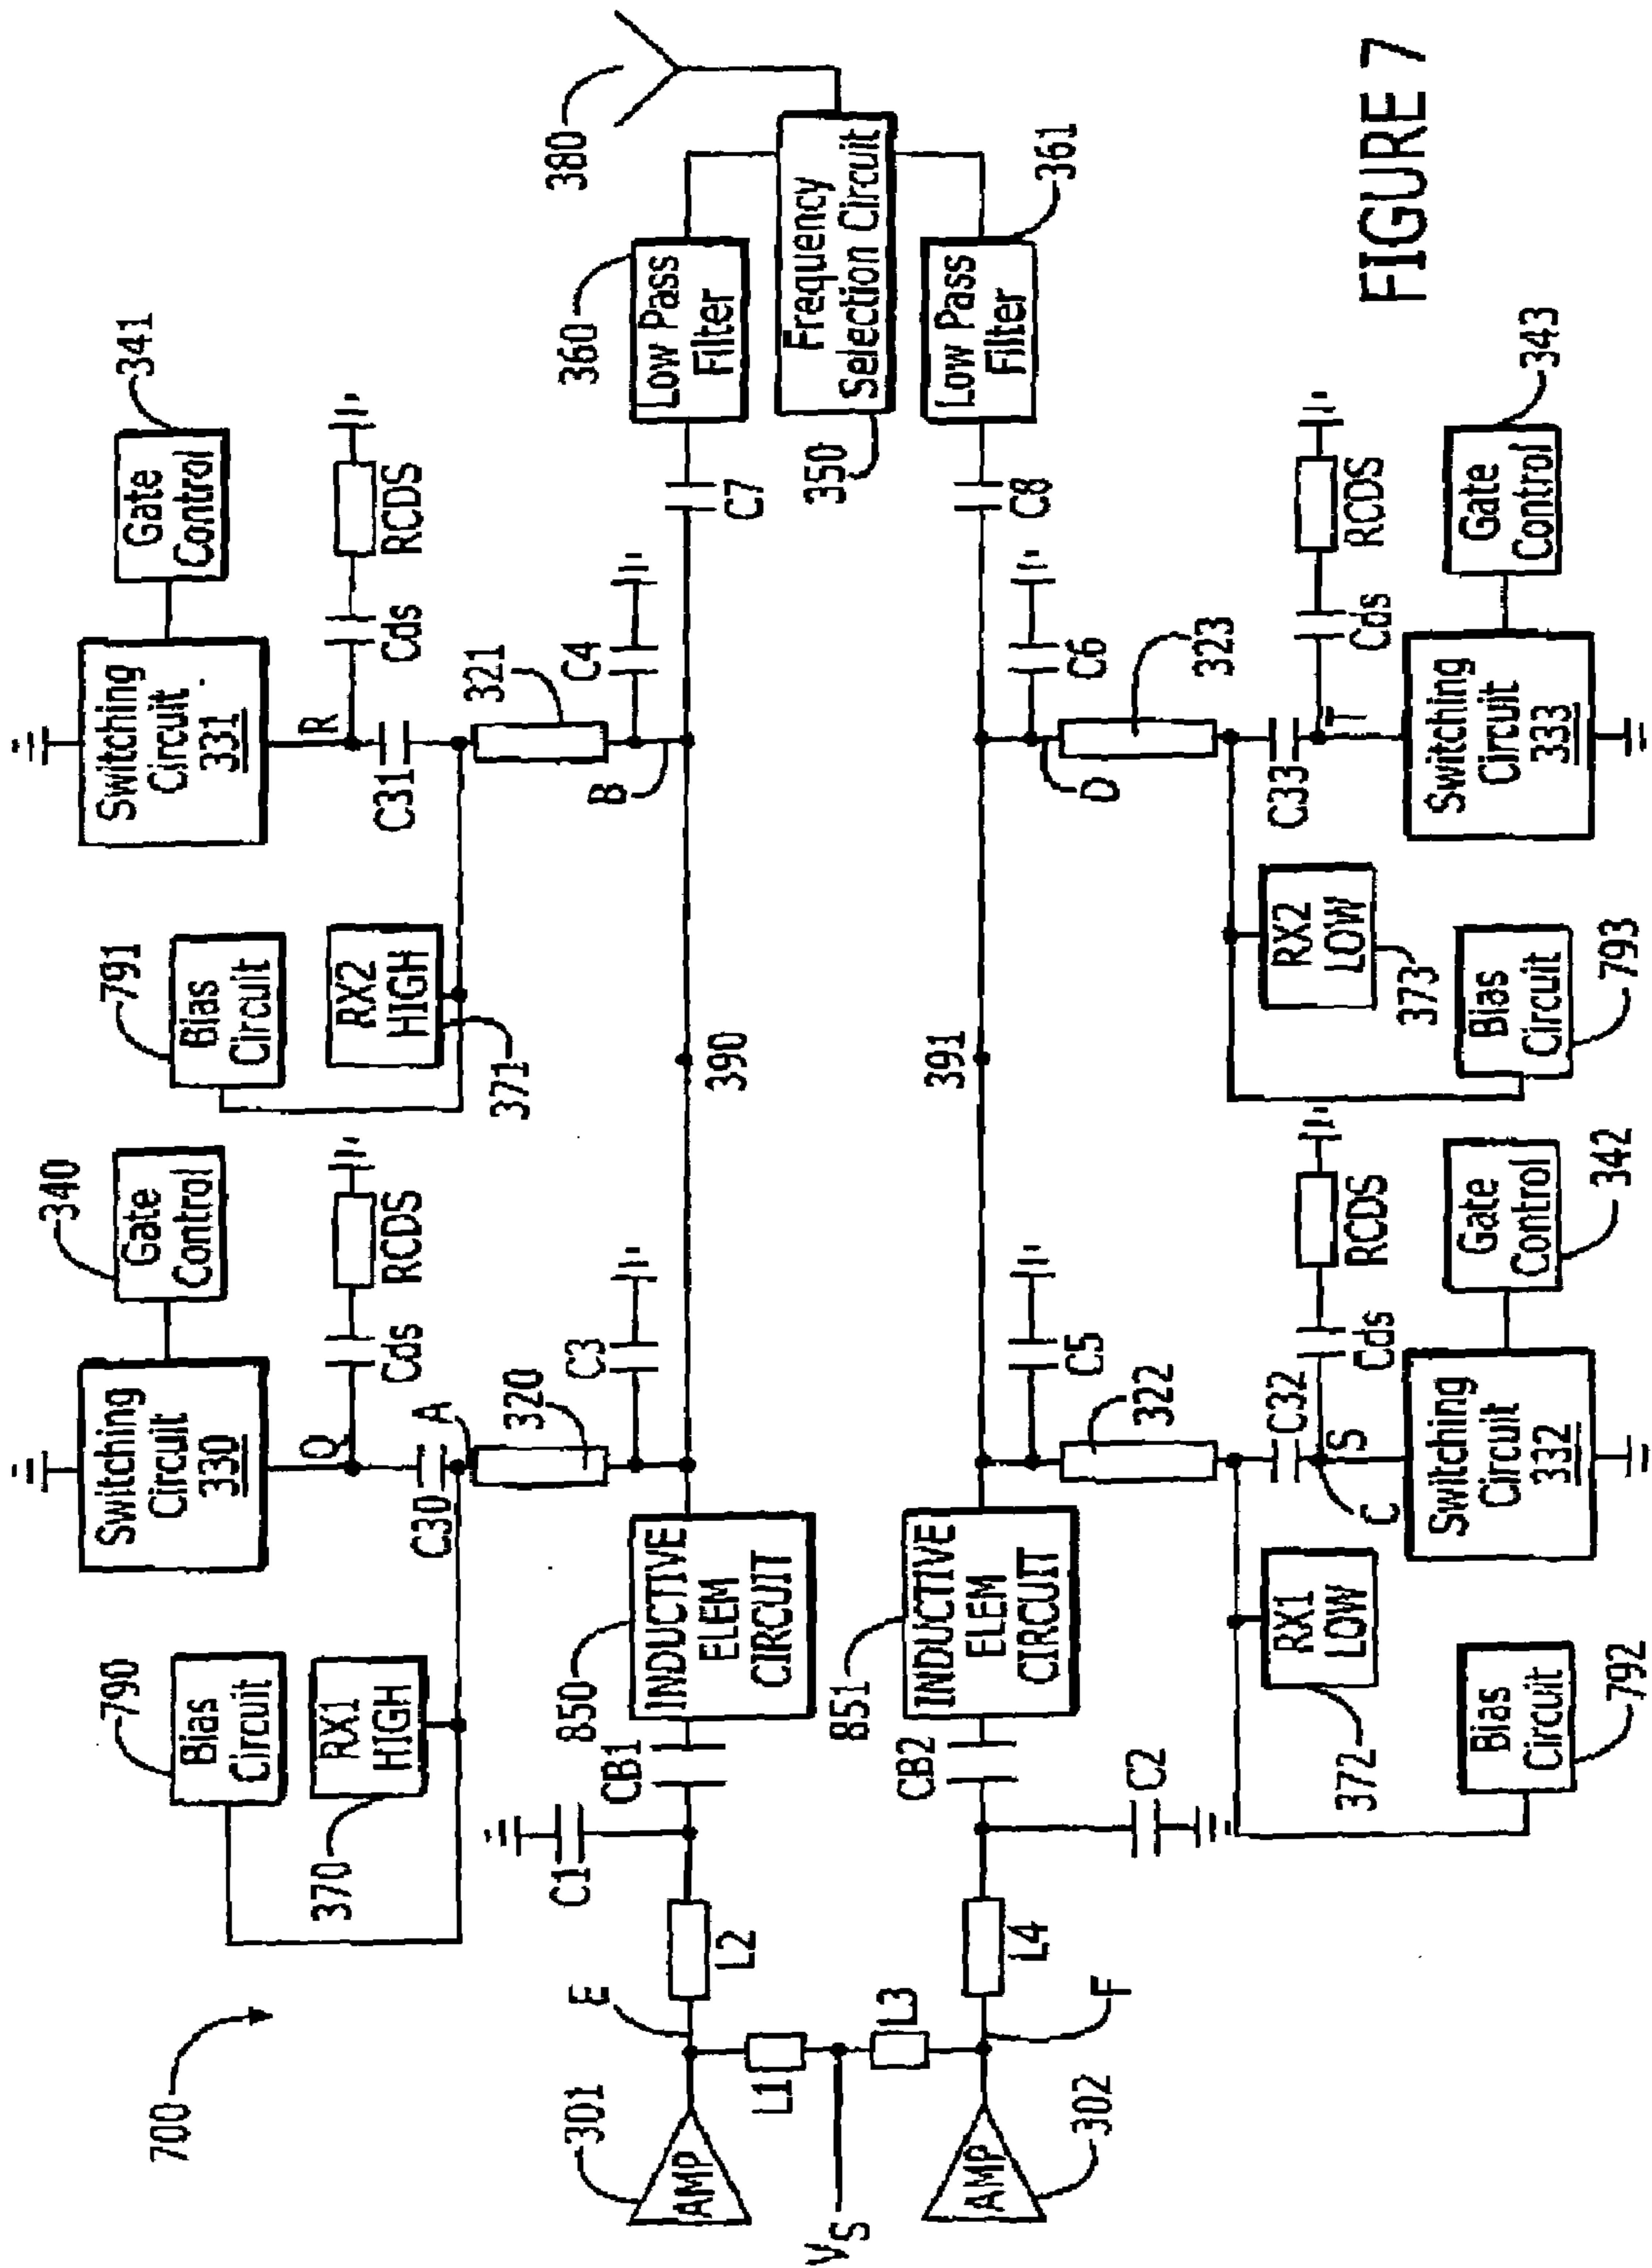 700
340
Gate
Control
341
Gate
Control
Switching
Circuit
330
Switching
Circuit
331
790
Bias
Circuit
791
Bias
Circuit
370
RX1
HIGH
371
RX2
HIGH
Q
Cds
RCDS
R
Cds
RCDS
C30
A
C31
320
C3
321
C4
B
380
301
AMP
E
L2
C1
CB1
850
INDUCTIVE
ELEM
CIRCUIT
390
C7
360
Low Pass
Filter
L1
VS
L3
350
Frequency
Selection Circuit
302
AMP
F
L4
C2
CB2
851
INDUCTIVE
ELEM
CIRCUIT
391
C8
Low Pass
Filter
361
C5
322
C6
D
323
372
RX1
LOW
C32
C
S
Cds
RCDS
373
RX2
LOW
C33
T
Cds
RCDS
792
Bias
Circuit
793
Bias
Circuit
Switching
Circuit
332
342
Gate
Control
Switching
Circuit
333
343
Gate
Control
FIGURE 7